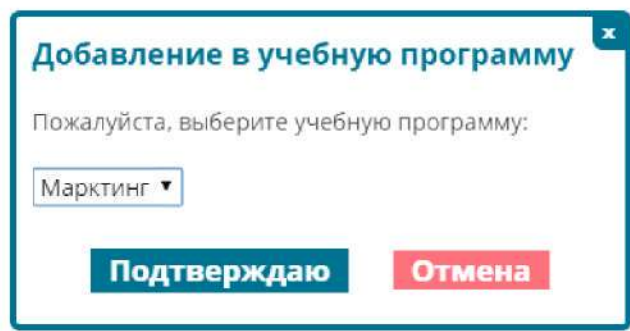 x
Добавление в учебную программу
Пожалуйста, выберите учебную программу:
Марктинг ▼
Подтверждаю Отмена